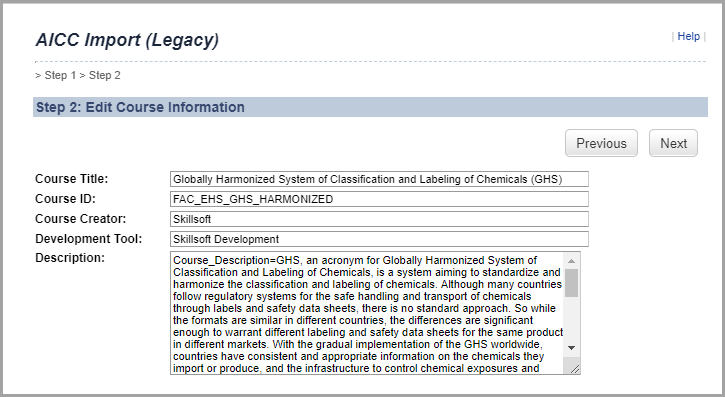 AICC Import (Legacy)
| Help |
> Step 1 > Step 2
Step 2: Edit Course Information
Previous
Next
Course Title: Globally Harmonized System of Classification and Labeling of Chemicals (GHS)
Course ID: FAC_EHS_GHS_HARMONIZED
Course Creator: Skillsoft
Development Tool: Skillsoft Development
Description: Course_Description=GHS, an acronym for Globally Harmonized System of
Classification and Labeling of Chemicals, is a system aiming to standardize and
harmonize the classification and labeling of chemicals. Although many countries
follow regulatory systems for the safe handling and transport of chemicals
through labels and safety data sheets, there is no standard approach. So while
the formats are similar in different countries, the differences are significant
enough to warrant different labeling and safety data sheets for the same product
in different markets. With the gradual implementation of the GHS worldwide,
countries have consistent and appropriate information on the chemicals they
import or produce, and the infrastructure to control chemical exposures and